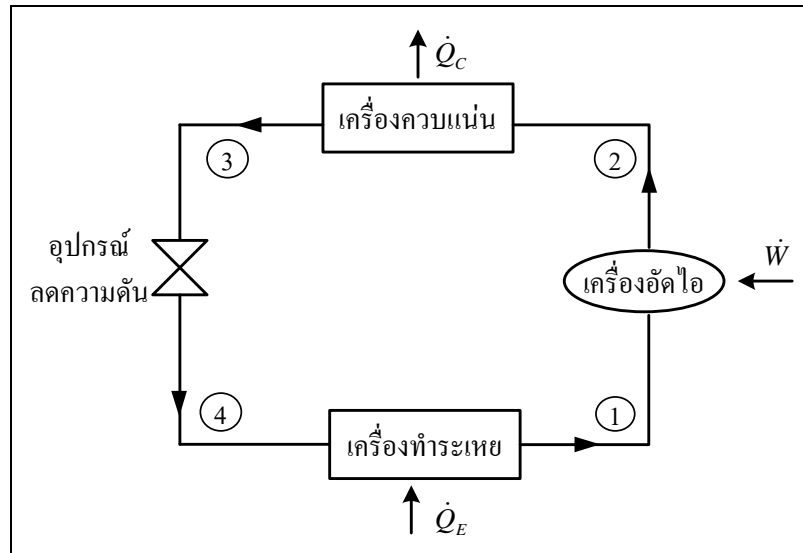 Q̇_C
เครื่องควบแน่น
3
2
อุปกรณ์
ลดความดัน
เครื่องอัดไอ
Ẇ
4
1
เครื่องทำระเหย
Q̇_E